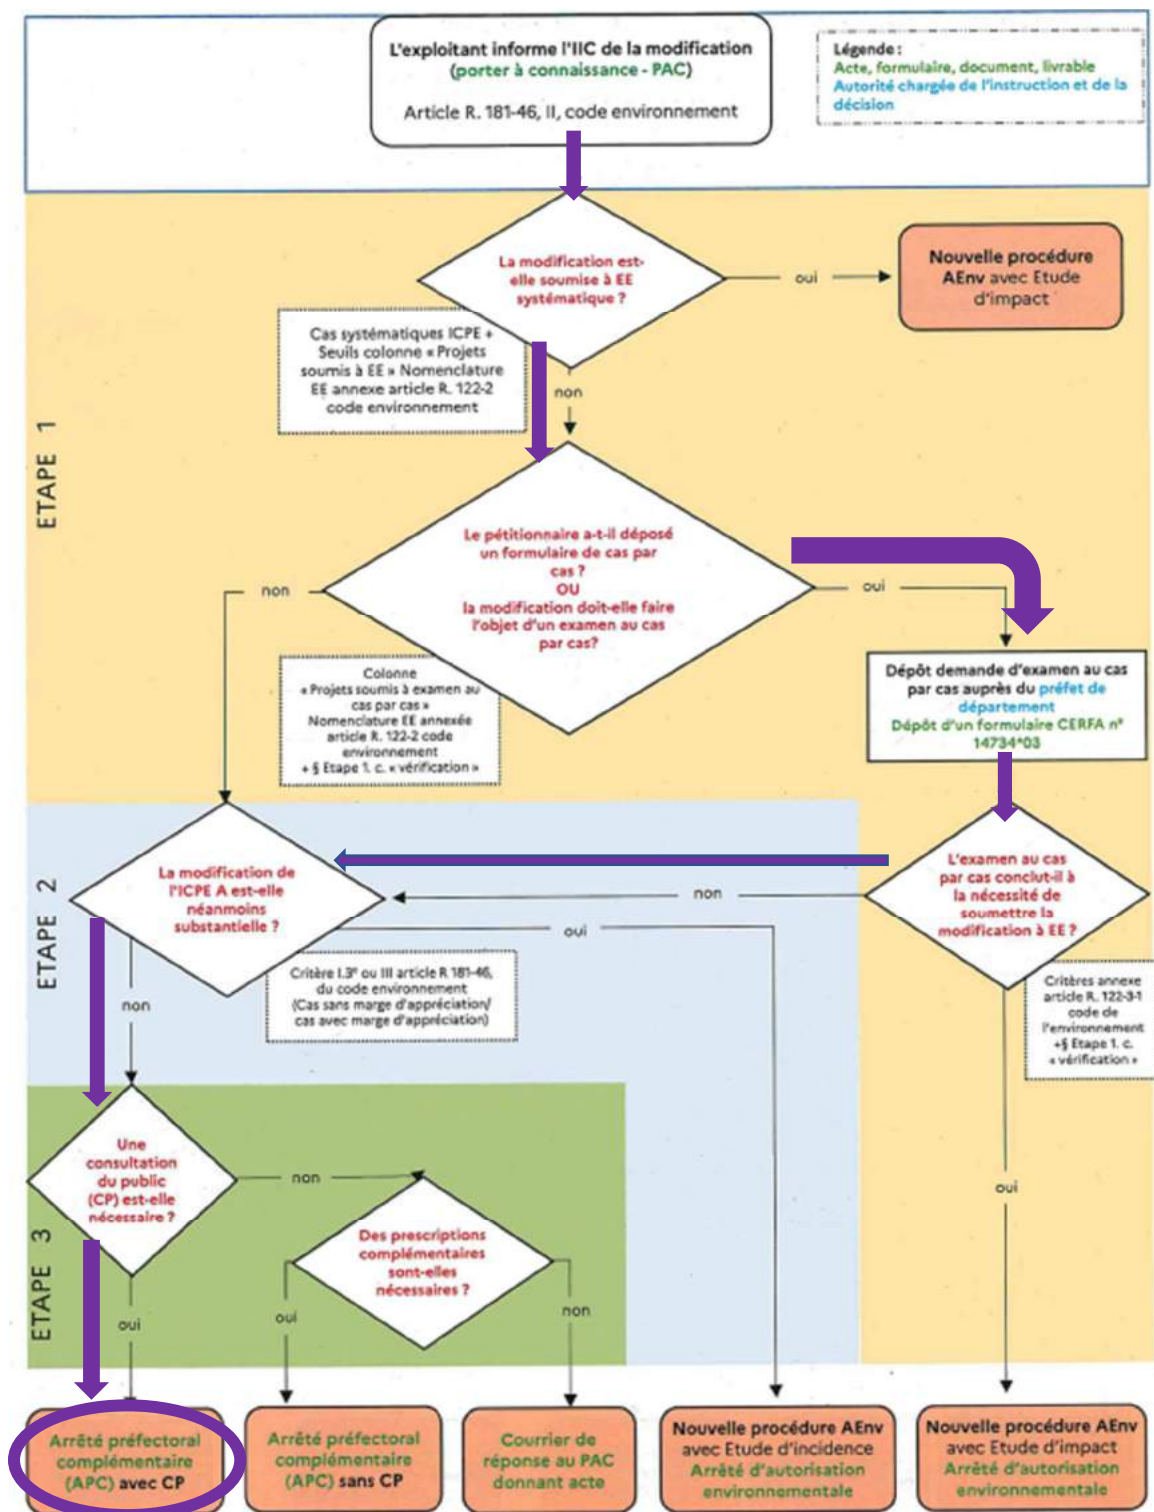 L'exploitant informe l'IIC de la modification
(porter à connaissance - PAC)
Article R. 181-46, II, code environnement
Légende :
Acte, formulaire, document, livrable
Autorité chargée de l'instruction et de la
décision
ETAPE 1
La modification est-
elle soumise à EE
systématique ?
oui
Nouvelle procédure
AEnv avec Etude
d'impact
Cas systématiques ICPE +
Seuils colonne « Projets
soumis à EE » Nomenclature
EE annexe article R. 122-2
code environnement
non
Le pétitionnaire a-t-il déposé
un formulaire de cas par
cas ?
OU
la modification doit-elle faire
l'objet d'un examen au cas
par cas?
non
oui
Colonne
« Projets soumis à examen au
cas par cas »
Nomenclature EE annexée
article R. 122-2 code
environnement
+ § Etape 1. c. « vérification »
Dépôt demande d'examen au cas
par cas auprès du préfet de
département
Dépôt d'un formulaire CERFA n°
14734*03
ETAPE 2
La modification de
l'ICPE A est-elle
néanmoins
substantielle ?
non
L'examen au cas
par cas conclut-il à
la nécessité de
soumettre la
modification à EE ?
oui
Critère I.3° ou III article R 181-46,
du code environnement
(Cas sans marge d'appréciation/
cas avec marge d'appréciation)
non
Critères annexe
article R. 122-3-1
code de
l'environnement
+§ Etape 1. c.
« vérification »
ETAPE 3
Une
consultation
du public
(CP) est-elle
nécessaire ?
non
oui
Des prescriptions
complémentaires
sont-elles
nécessaires ?
oui
oui
non
Arrêté préfectoral
complémentaire
(APC) avec CP
Arrêté préfectoral
complémentaire
(APC) sans CP
Courrier de
réponse au PAC
donnant acte
Nouvelle procédure AEnv
avec Etude d'incidence
Arrêté d'autorisation
environnementale
Nouvelle procédure AEnv
avec Etude d'impact
Arrêté d'autorisation
environnementale